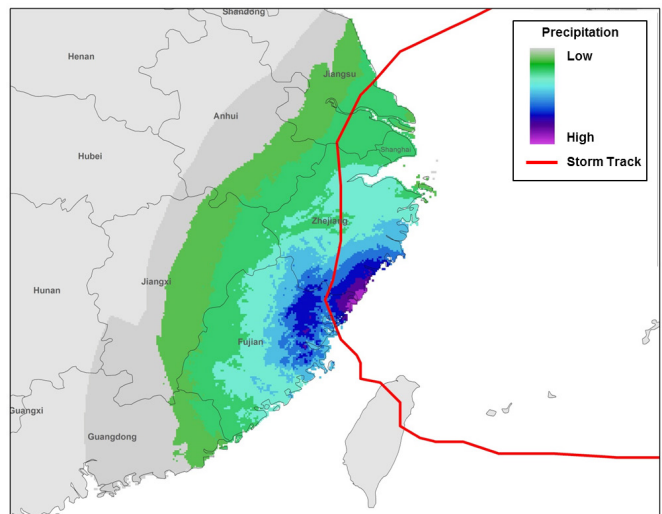 Shandong
Precipitation
Low
High
Storm Track
Henan
Jiangsu
Anhui
Hubei
Shanghai
Zhejiang
Jiangxi
Hunan
Fujian
Guangxi
Guangdong